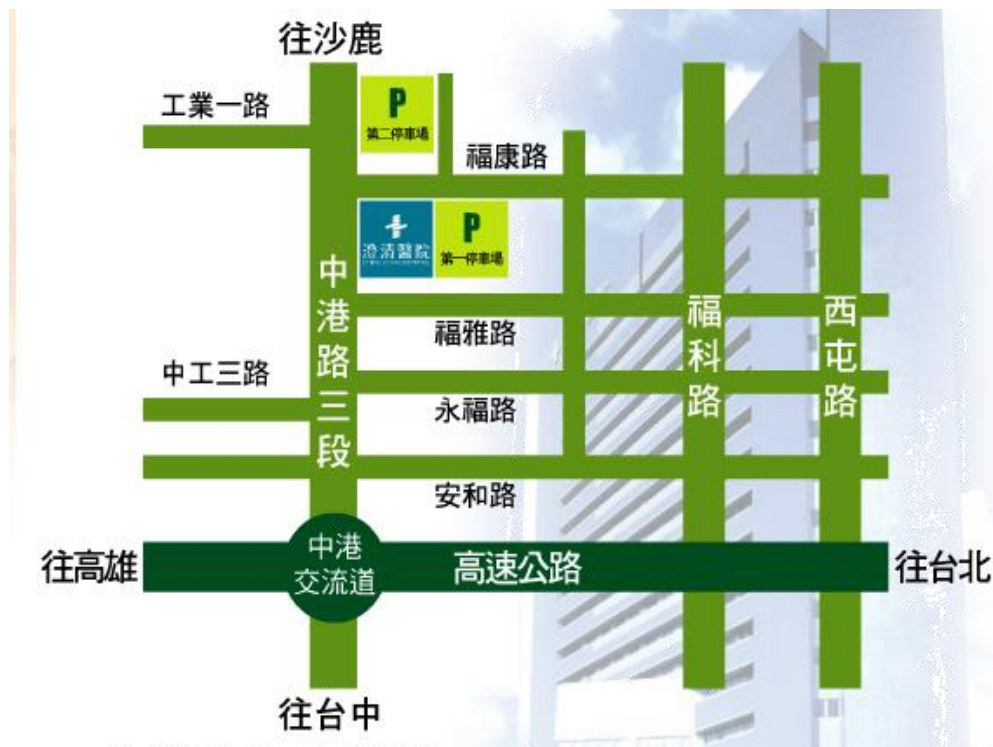 往沙鹿
工業一路
P
第二停車場
福康路
澄清醫院
P
第一停車場
中港路三段
福雅路
福科路
西屯路
中工三路
永福路
安和路
往高雄
中港
交流道
高速公路
往台北
往台中